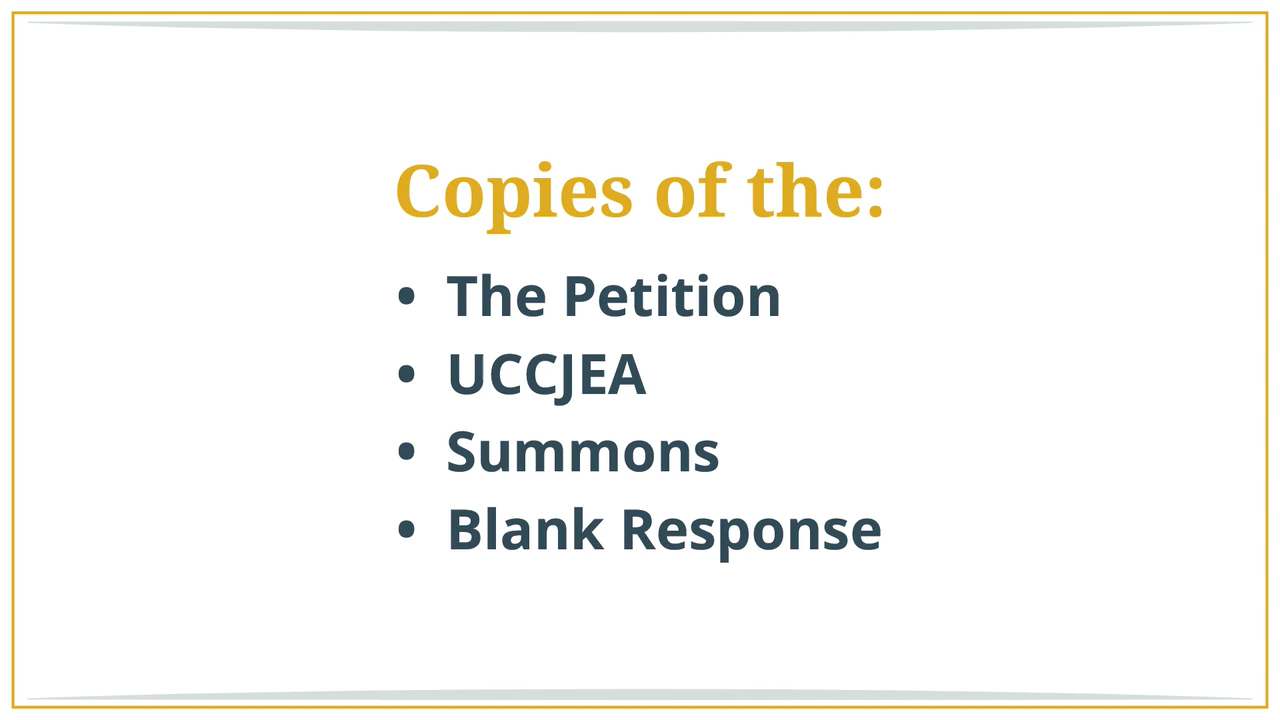 Copies of the:
• The Petition
• UCCJEA
• Summons
• Blank Response